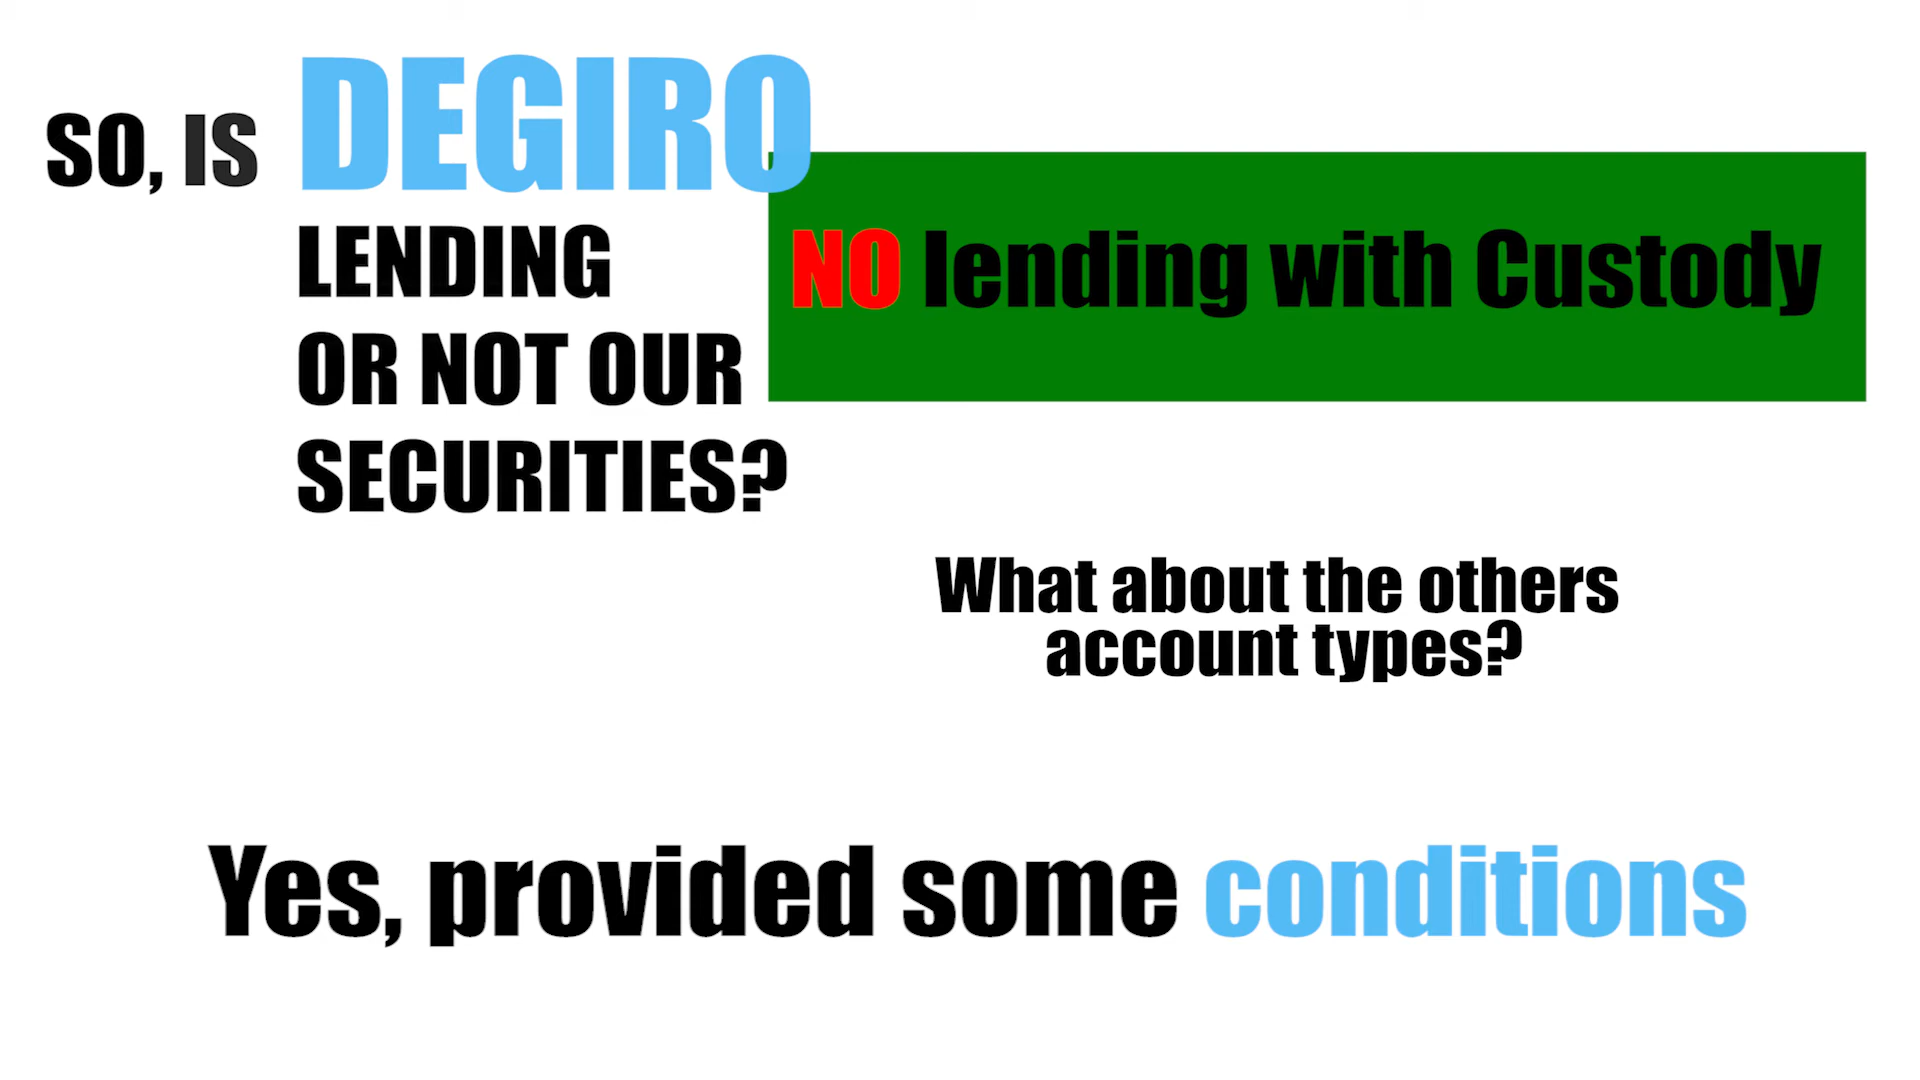 SO, IS DEGIRO
LENDING
OR NOT OUR
SECURITIES?
NO lending with Custody
What about the others
account types?
Yes, provided some conditions